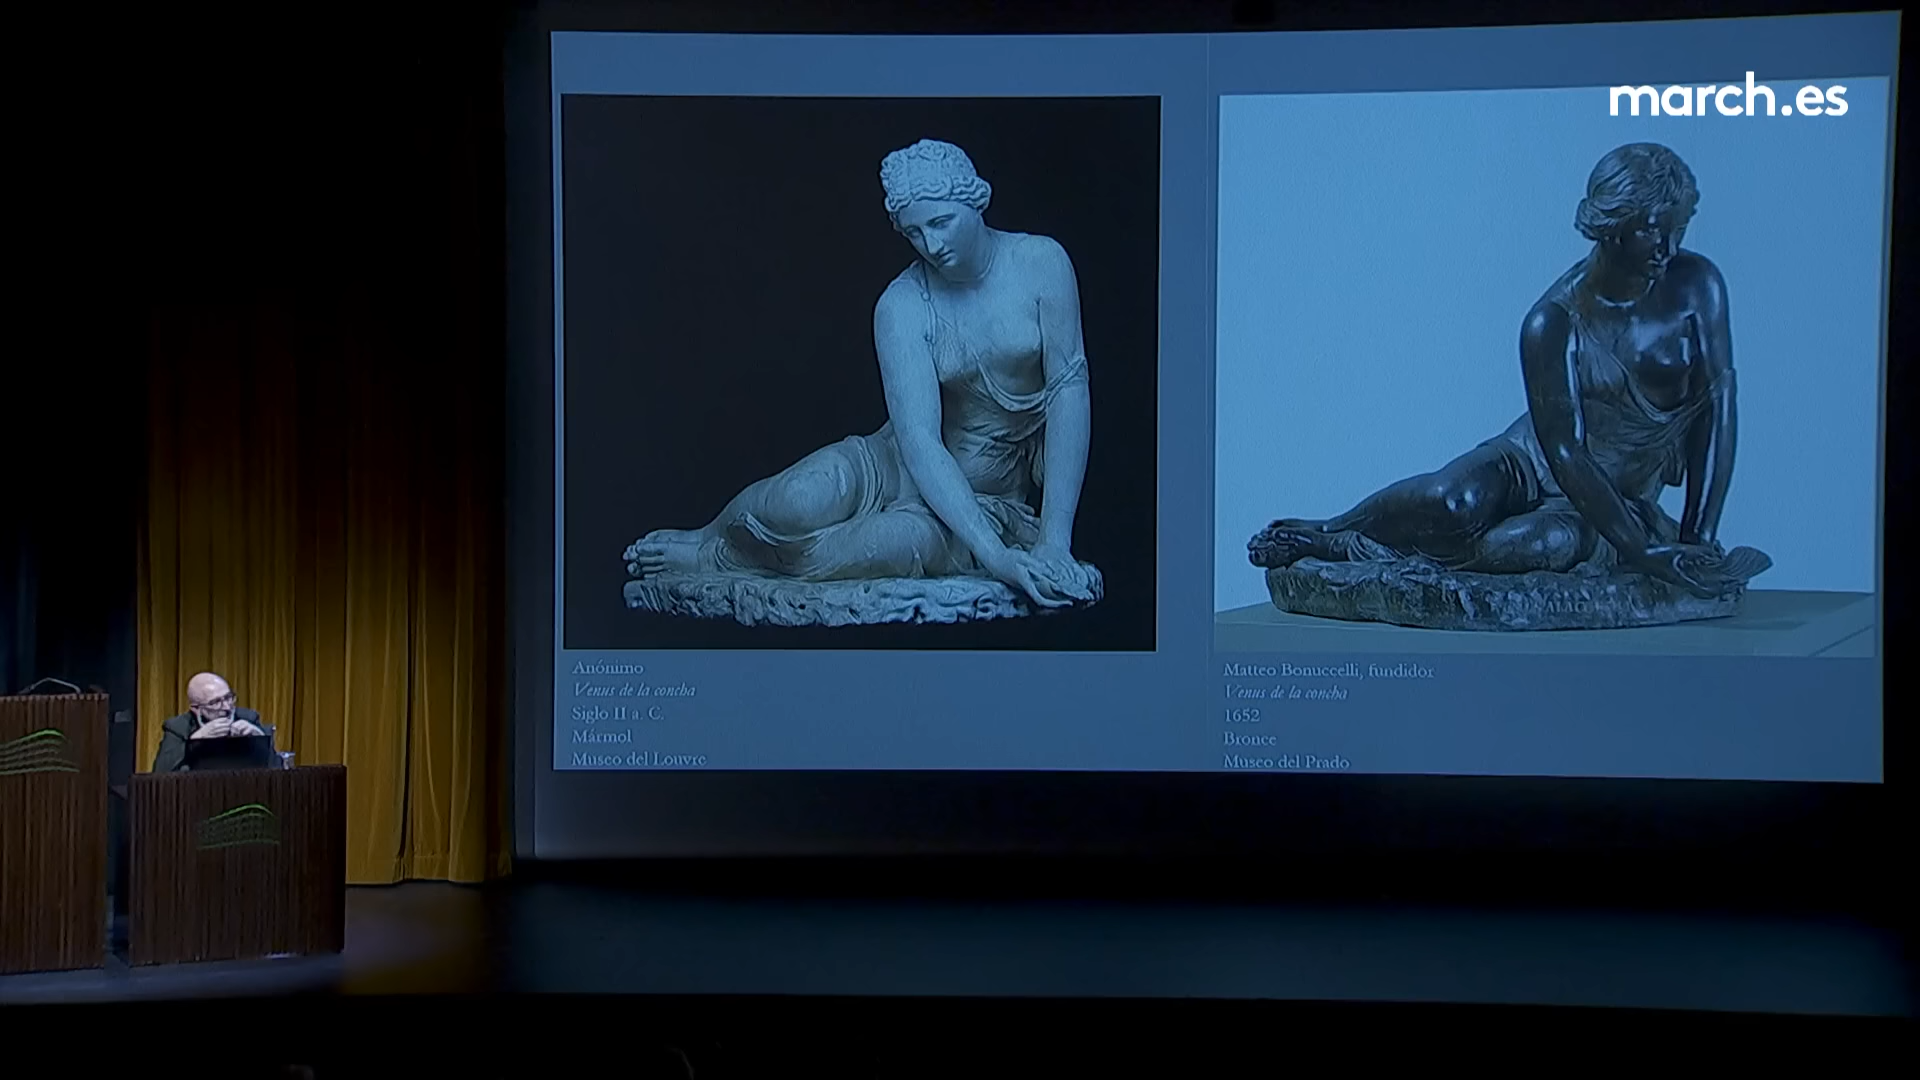 march.es
Anónimo
Venus de la concha
Siglo II a. C.
Mármol
Museo del Louvre
Matteo Bonuccelli, fundidor
Venus de la concha
1652
Bronce
Museo del Prado